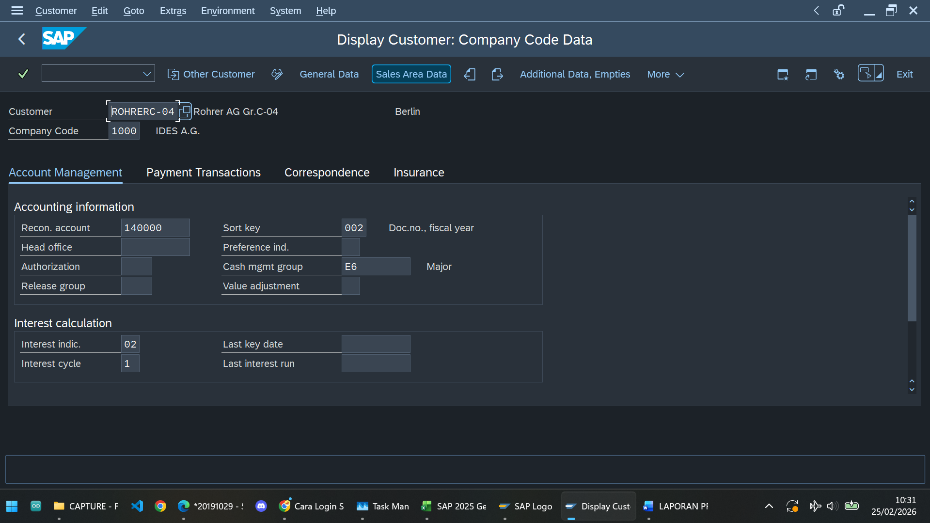 Customer Edit Goto Extras Environment System Help
SAP
Display Customer: Company Code Data
Other Customer General Data Sales Area Data Additional Data, Empties More Exit
Customer ROHRERC-04 Rohrer AG Gr.C-04 Berlin
Company Code 1000 IDES A.G.
Account Management Payment Transactions Correspondence Insurance
Accounting information
Recon. account 140000 Sort key 002 Doc.no., fiscal year
Head office Preference ind.
Authorization Cash mgmt group E6 Major
Release group Value adjustment
Interest calculation
Interest indic. 02 Last key date
Interest cycle 1 Last interest run
CAPTURE - F *20191029 - S Cara Login S Task Man SAP 2025 Ge SAP Logo Display Cust LAPORAN PF 10:31
25/02/2026